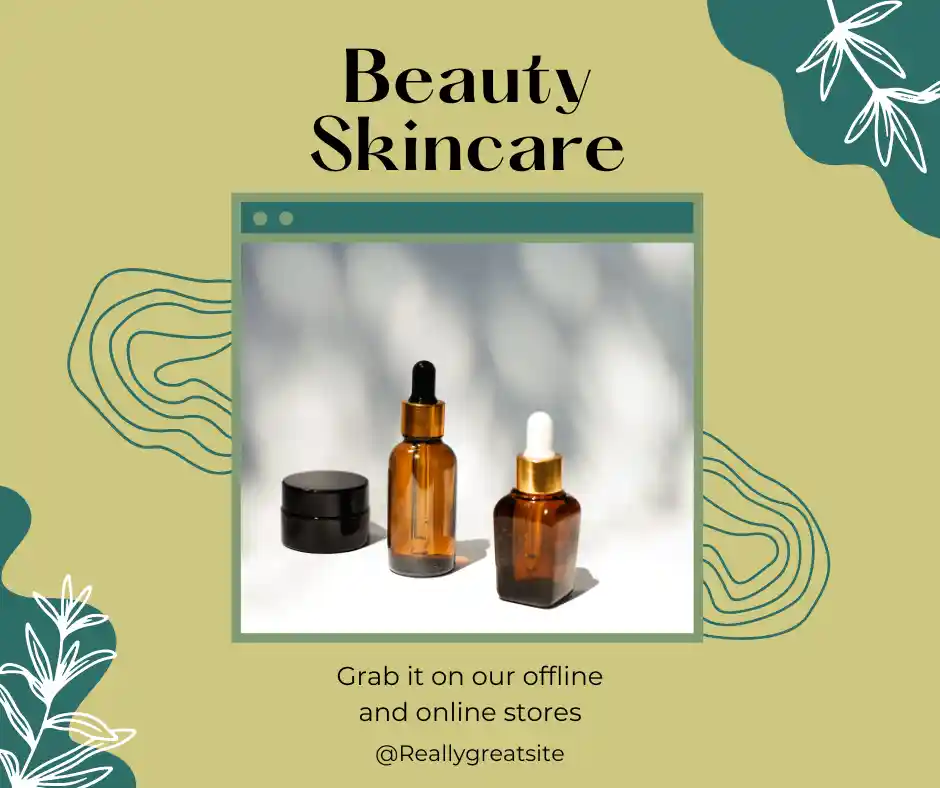 Beauty
Skincare
Grab it on our offline
and online stores
@Reallygreatsite